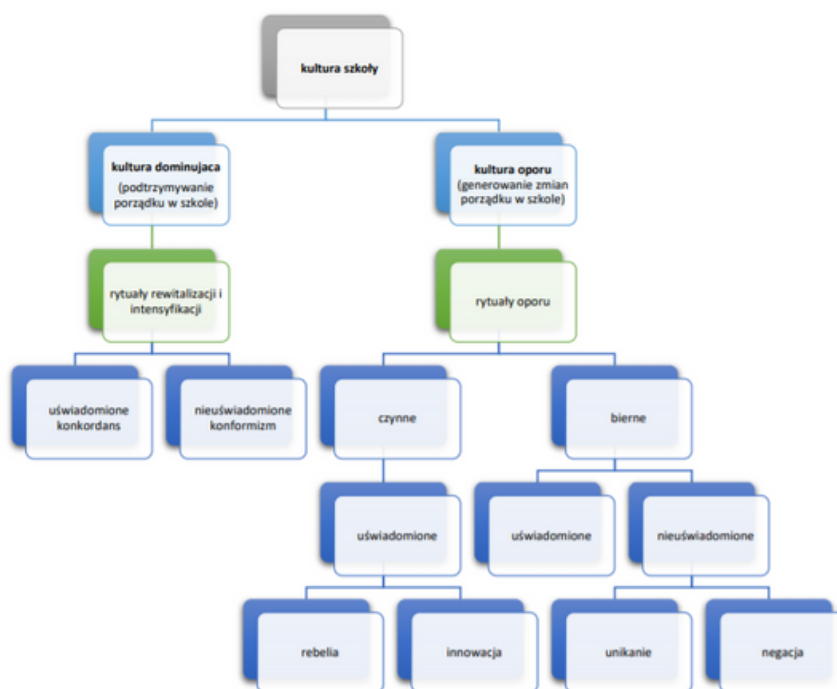 kultura szkoły
kultura dominujaca
(podtrzymywanie
porządku w szkole)
kultura oporu
(generowanie zmian
porządku w szkole)
rytuały rewitalizacji i
intensyfikacji
rytuały oporu
uświadomione
konkordans
nieuświadomione
konformizm
czynne
bierne
uświadomione
uświadomione
nieuświadomione
rebelia
innowacja
unikanie
negacja